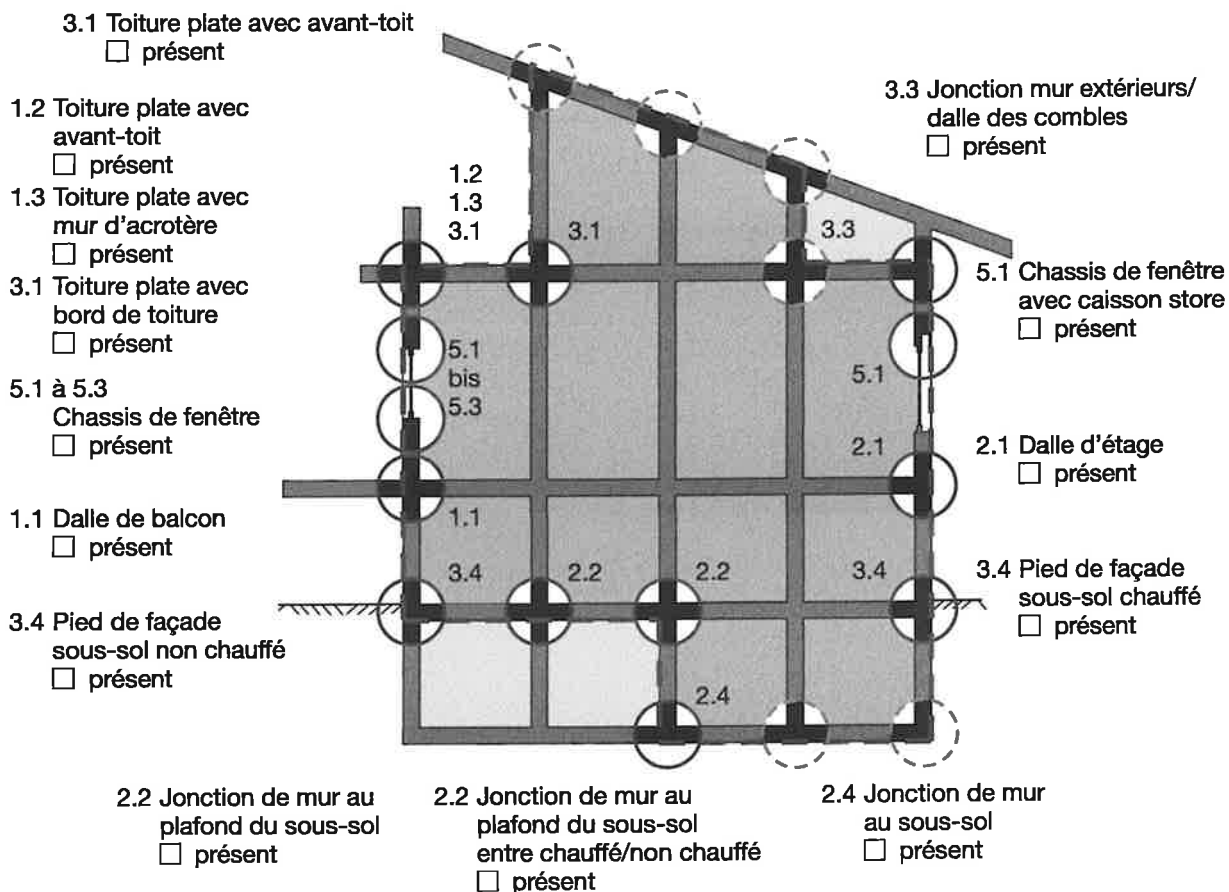 3.1 Toiture plate avec avant-toit
☐ présent
1.2 Toiture plate avec
avant-toit
☐ présent
1.3 Toiture plate avec
mur d'acrotère
☐ présent
3.1 Toiture plate avec
bord de toiture
☐ présent
5.1 à 5.3
Chassis de fenêtre
☐ présent
1.1 Dalle de balcon
☐ présent
3.4 Pied de façade
sous-sol non chauffé
☐ présent
1.2
1.3
3.1
3.1
3.3
5.1
bis
5.3
5.1
2.1
1.1
3.4
2.2
2.2
3.4
2.4
3.3 Jonction mur extérieurs/
dalle des combles
☐ présent
5.1 Chassis de fenêtre
avec caisson store
☐ présent
2.1 Dalle d'étage
☐ présent
3.4 Pied de façade
sous-sol chauffé
☐ présent
2.2 Jonction de mur au
plafond du sous-sol
☐ présent
2.2 Jonction de mur au
plafond du sous-sol
entre chauffé/non chauffé
☐ présent
2.4 Jonction de mur
au sous-sol
☐ présent